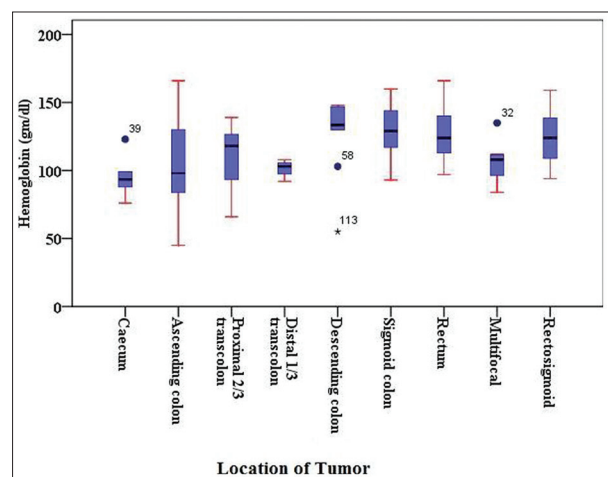 Hemoglobin (gm/dl)
200
150
100
50
0
39
58
113
*
32
Caecum
Ascending colon
Proximal 2/3
transcolon
Distal 1/3
transcolon
Descending colon
Sigmoid colon
Rectum
Multifocal
Rectosigmoid
Location of Tumor